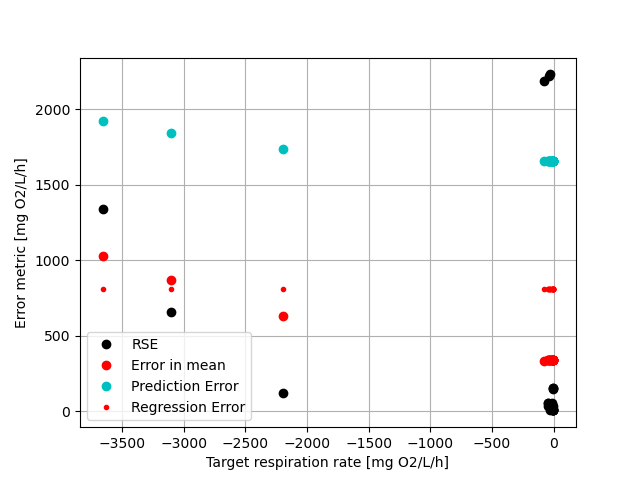 2000
1500
1000
500
0
Error metric [mg O2/L/h]
RSE
Error in mean
Prediction Error
Regression Error
−3500 −3000 −2500 −2000 −1500 −1000 −500 0
Target respiration rate [mg O2/L/h]